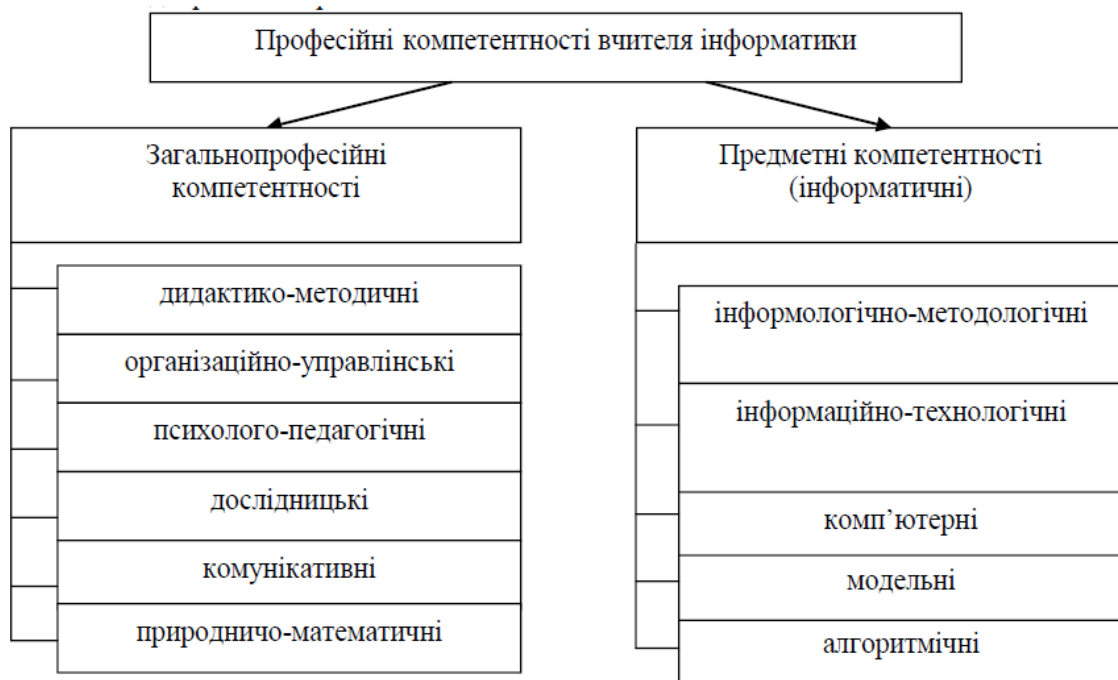 Професійні компетентності вчителя інформатики
Загальнопрофесійні
компетентності
дидактико-методичні
організаційно-управлінські
психолого-педагогічні
дослідницькі
комунікативні
природничо-математичні
Предметні компетентності
(інформатичні)
інформологічно-методологічні
інформаційно-технологічні
комп’ютерні
модельні
алгоритмічні